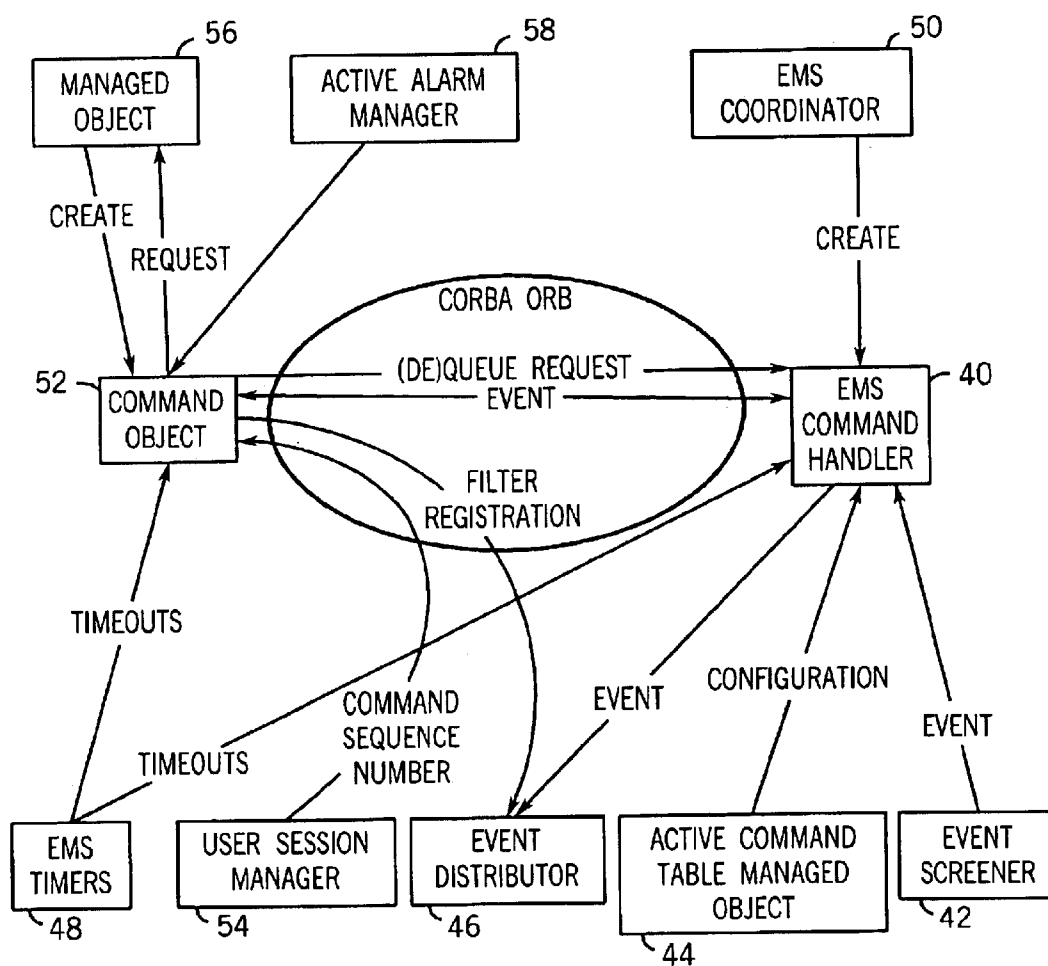 56
58
50
MANAGED
OBJECT
ACTIVE ALARM
MANAGER
EMS
COORDINATOR
CREATE
REQUEST
CREATE
CORBA ORB
52
COMMAND
OBJECT
(DE)QUEUE REQUEST
EVENT
40
EMS
COMMAND
HANDLER
FILTER
REGISTRATION
TIMEOUTS
TIMEOUTS
COMMAND
SEQUENCE
NUMBER
EVENT
CONFIGURATION
EVENT
EMS
TIMERS
48
USER SESSION
MANAGER
54
EVENT
DISTRIBUTOR
46
ACTIVE COMMAND
TABLE MANAGED
OBJECT
44
EVENT
SCREENER
42